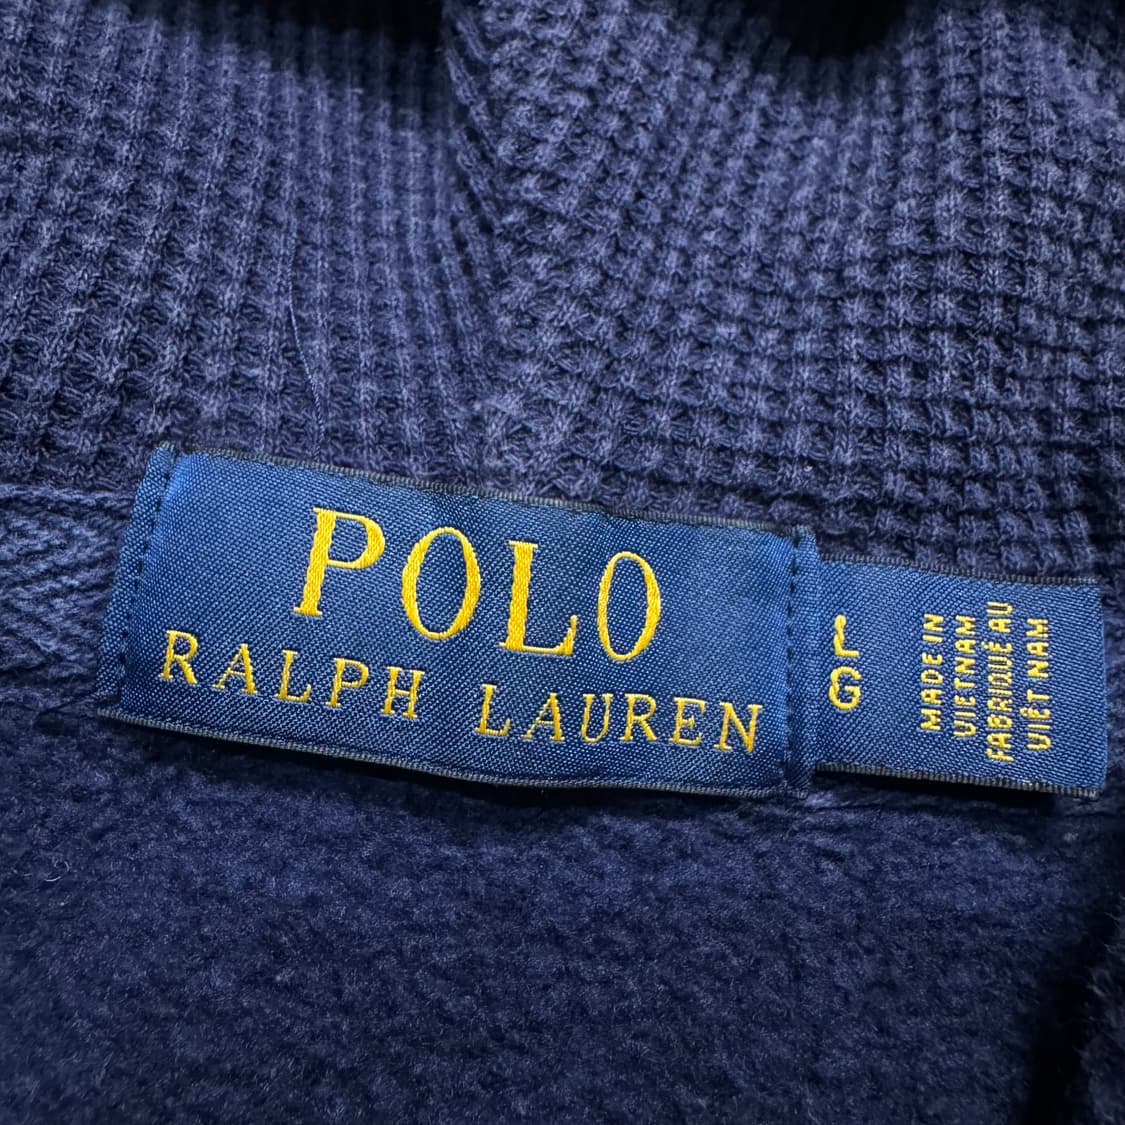 POLO
RALPH LAUREN
L
G
MADE IN
VIETNAM
FABRIQUÉ AU
VIÊT NAM